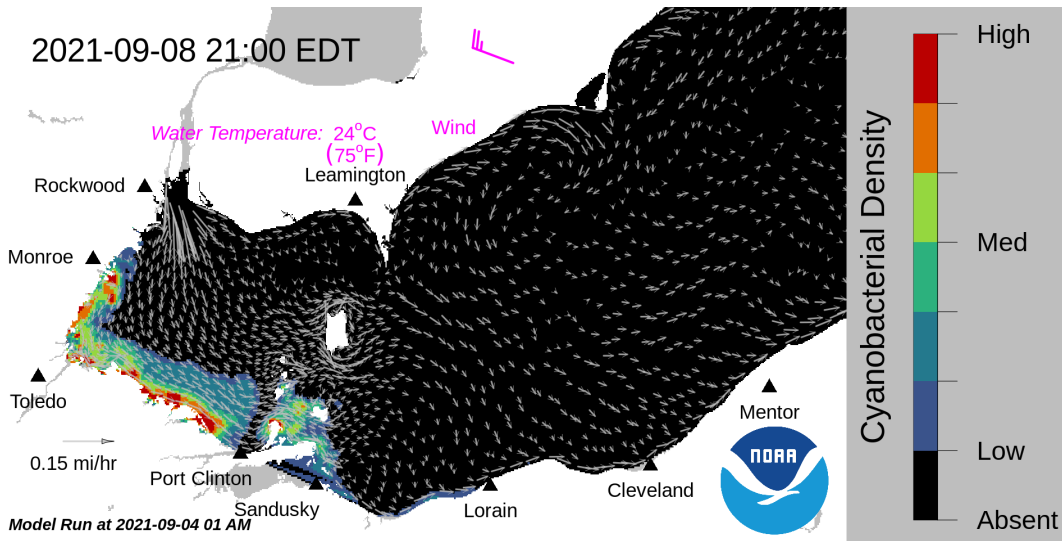 2021-09-08 21:00 EDT
High
Wind
Water Temperature: 24°C
(75°F)
Leamington
Rockwood
Cyanobacterial Density
Med
Monroe
Toledo
Mentor
NOAA
0.15 mi/hr
Port Clinton
Low
Cleveland
Sandusky
Lorain
Model Run at 2021-09-04 01 AM
Absent